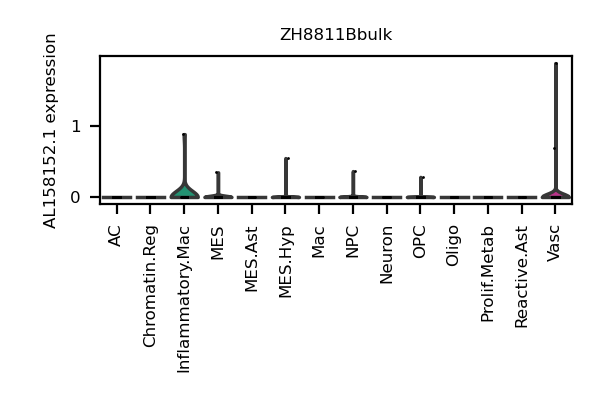 ZH8811Bbulk
AL158152.1 expression
1
0
AC
Chromatin.Reg
Inflammatory.Mac
MES
MES.Ast
MES.Hyp
Mac
NPC
Neuron
OPC
Oligo
Prolif.Metab
Reactive.Ast
Vasc